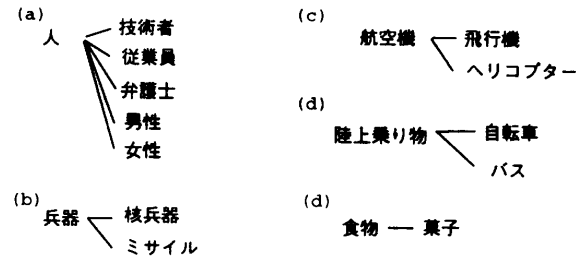 (a)
人
技術者
従業員
弁護士
男性
女性
(b)
兵器
核兵器
ミサイル
(c)
航空機
飛行機
ヘリコプター
(d)
陸上乗り物
自転車
バス
(d)
食物
菓子